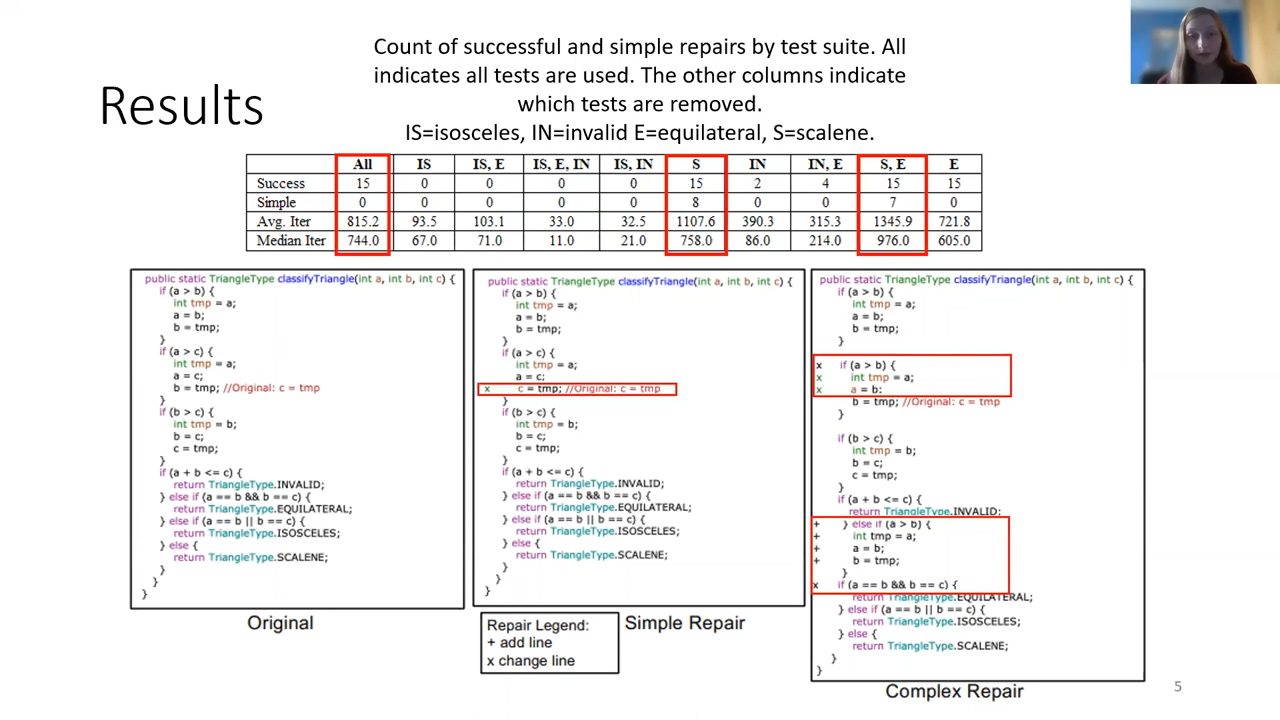 Count of successful and simple repairs by test suite. All
indicates all tests are used. The other columns indicate
which tests are removed.
IS=isosceles, IN=invalid E=equilateral, S=scalene.
Results
All IS IS, E IS, E, IN IS, IN S IN IN, E S, E E
Success 15 0 0 0 0 15 2 4 15 15
Simple 0 0 0 0 0 8 0 0 7 0
Avg. Iter 815.2 93.5 103.1 33.0 32.5 1107.6 390.3 315.3 1345.9 721.8
Median Iter 744.0 67.0 71.0 11.0 21.0 758.0 86.0 214.0 976.0 605.0
public static TriangleType classifyTriangle(int a, int b, int c) {
if (a > b) {
int tmp = a;
a = b;
b = tmp;
}
if (a > c) {
int tmp = a;
a = c;
b = tmp; //Original: c = tmp
}
if (b > c) {
int tmp = b;
b = c;
c = tmp;
}
if (a + b <= c) {
return TriangleType.INVALID;
} else if (a == b && b == c) {
return TriangleType.EQUILATERAL;
} else if (a == b || b == c) {
return TriangleType.ISOSCELES;
} else {
return TriangleType.SCALENE;
}
}
}
Original
public static TriangleType classifyTriangle(int a, int b, int c) {
if (a > b) {
int tmp = a;
a = b;
b = tmp;
}
if (a > c) {
int tmp = a;
a = c;
x c = tmp; //Original: c = tmp
}
if (b > c) {
int tmp = b;
b = c;
c = tmp;
}
if (a + b <= c) {
return TriangleType.INVALID;
} else if (a == b && b == c) {
return TriangleType.EQUILATERAL;
} else if (a == b || b == c) {
return TriangleType.ISOSCELES;
} else {
return TriangleType.SCALENE;
}
}
}
Simple Repair
Repair Legend:
+ add line
x change line
public static TriangleType classifyTriangle(int a, int b, int c) {
if (a > b) {
int tmp = a;
a = b;
b = tmp;
}
x if (a > b) {
x int tmp = a;
x a = b;
b = tmp; //Original: c = tmp
}
if (b > c) {
int tmp = b;
b = c;
c = tmp;
}
if (a + b <= c) {
return TriangleType.INVALID:
+ } else if (a > b) {
+ int tmp = a;
+ a = b;
+ b = tmp;
}
x if (a == b && b == c) {
return TriangleType.EQUILATERAL;
} else if (a == b || b == c) {
return TriangleType.ISOSCELES;
} else {
return TriangleType.SCALENE;
}
}
Complex Repair
5